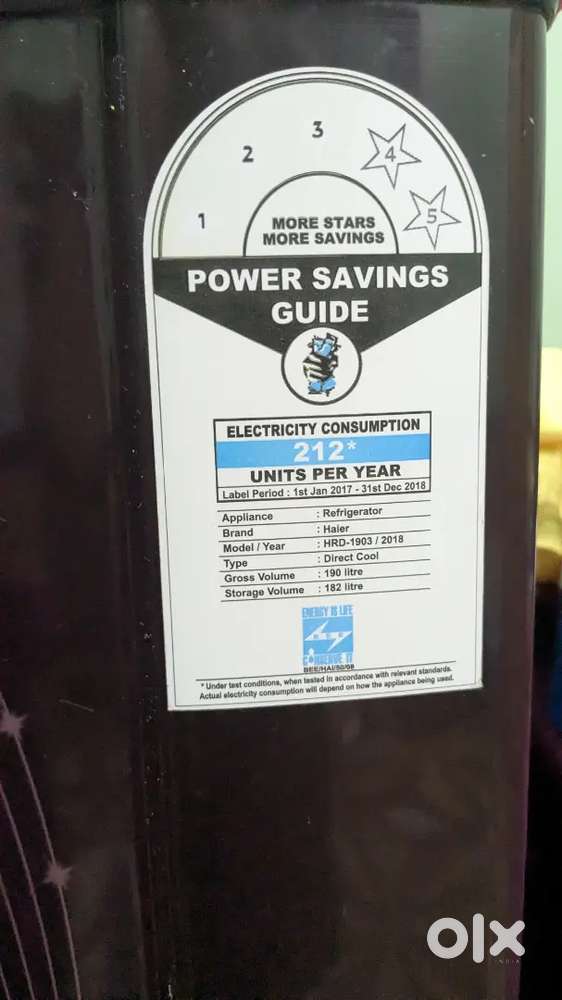 1 2 3 4 5
MORE STARS
MORE SAVINGS
POWER SAVINGS
GUIDE
ELECTRICITY CONSUMPTION
212*
UNITS PER YEAR
Label Period : 1st Jan 2017 - 31st Dec 2018
Appliance : Refrigerator
Brand : Haier
Model / Year : HRD-1903 / 2018
Type : Direct Cool
Gross Volume : 190 litre
Storage Volume : 182 litre
ENERGY IS LIFE
CONSERVE IT
* Under test conditions, when tested in accordance with relevant standards.
Actual electricity consumption will depend on how the appliance being used.
olx
INDIA